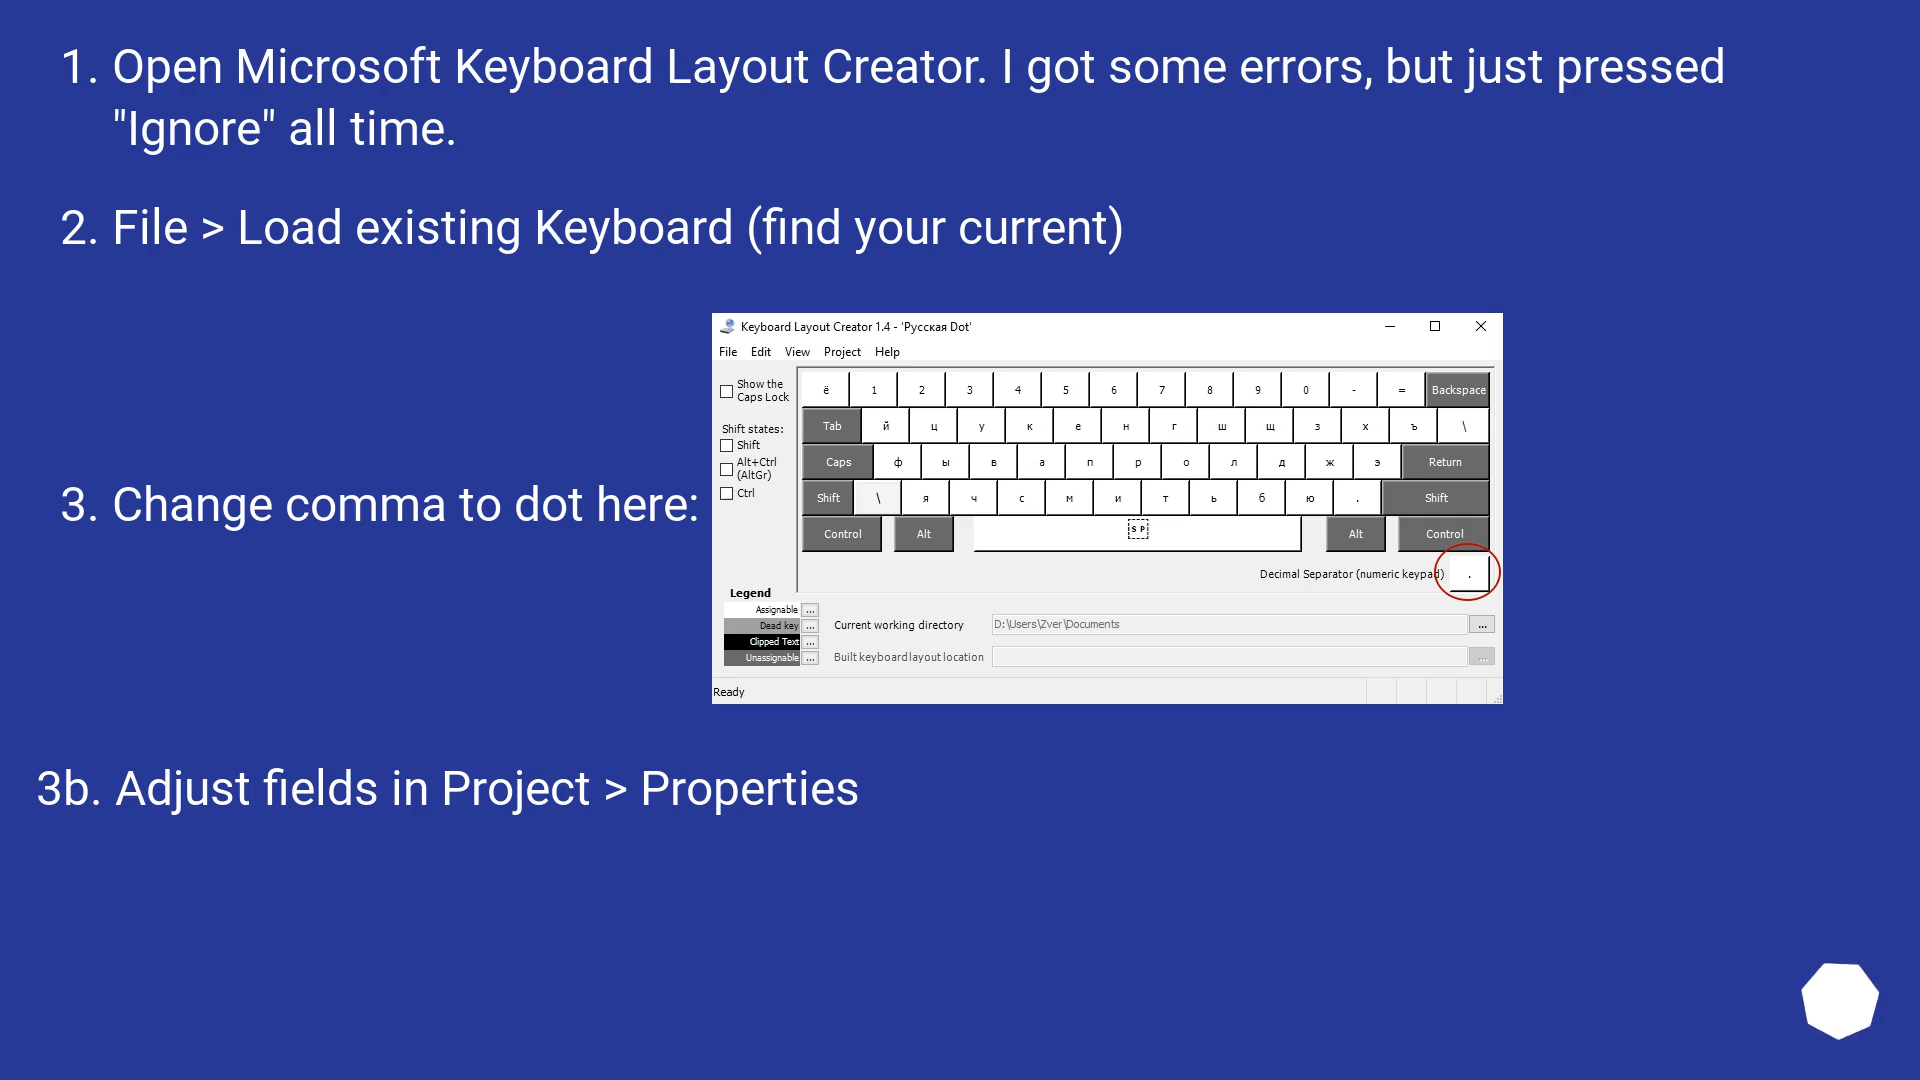 1. Open Microsoft Keyboard Layout Creator. I got some errors, but just pressed
"Ignore" all time.
2. File > Load existing Keyboard (find your current)
3. Change comma to dot here:
Keyboard Layout Creator 1.4 - 'Русская Dot'
File Edit View Project Help
Show the
Caps Lock
Shift states:
Shift
Alt+Ctrl
(AltGr)
Ctrl
ё 1 2 3 4 5 6 7 8 9 0 - = Backspace
Tab й ц у к е н г ш щ з х ъ \
Caps ф ы в а п р о л д ж э Return
Shift \ я ч с м и т ь б ю . Shift
Control Alt SP Alt Control
Decimal Separator (numeric keypad) .
Legend
Assignable ...
Dead key ...
Clipped Text ...
Unassignable ...
Current working directory D:\Users\Zver\Documents ...
Built keyboard layout location ...
Ready
3b. Adjust fields in Project > Properties